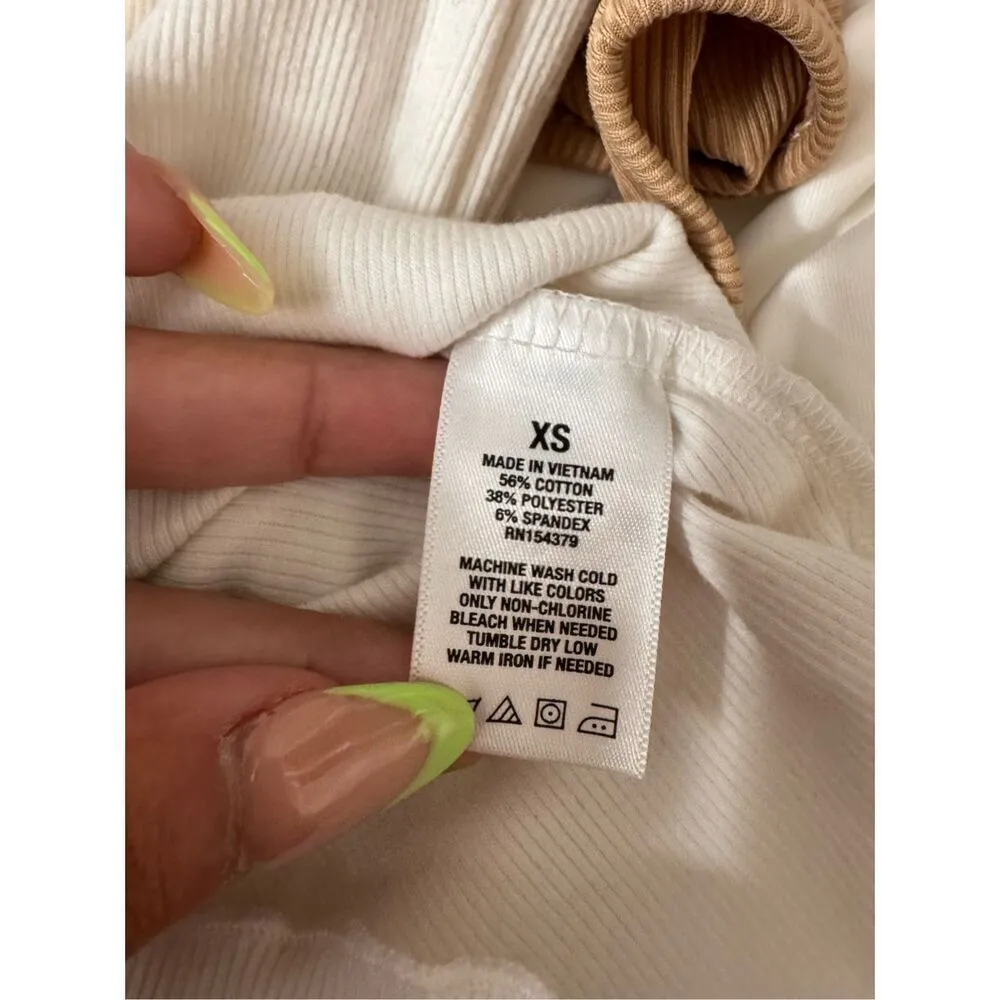 XS
MADE IN VIETNAM
56% COTTON
38% POLYESTER
6% SPANDEX
RN154379
MACHINE WASH COLD
WITH LIKE COLORS
ONLY NON-CHLORINE
BLEACH WHEN NEEDED
TUMBLE DRY LOW
WARM IRON IF NEEDED